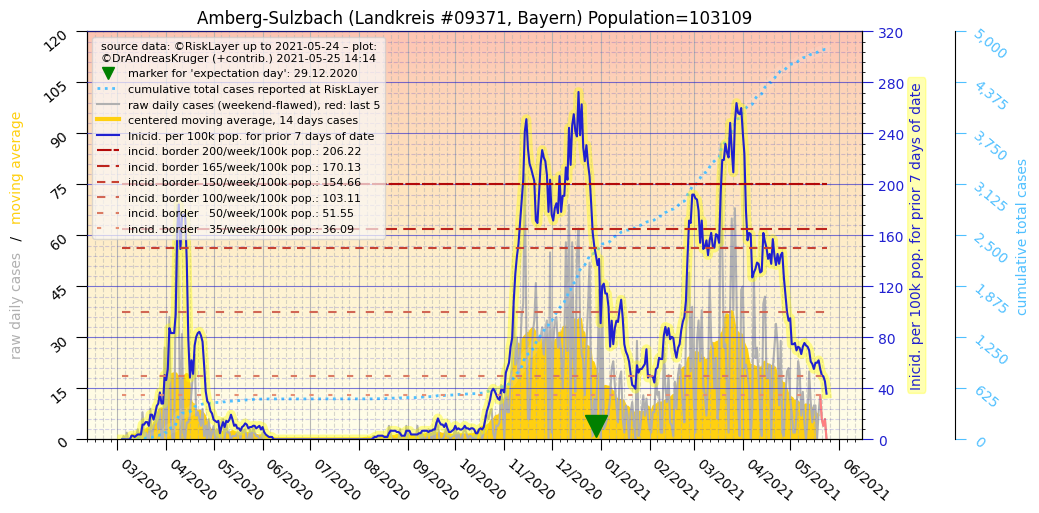 Amberg-Sulzbach (Landkreis #09371, Bayern) Population=103109
source data: ©RiskLayer up to 2021-05-24 – plot:
©DrAndreasKruger (+contrib.) 2021-05-25 14:14
marker for 'expectation day': 29.12.2020
cumulative total cases reported at RiskLayer
raw daily cases (weekend-flawed), red: last 5
centered moving average, 14 days cases
Inicid. per 100k pop. for prior 7 days of date
incid. border 200/week/100k pop.: 206.22
incid. border 165/week/100k pop.: 170.13
incid. border 150/week/100k pop.: 154.66
incid. border 100/week/100k pop.: 103.11
incid. border   50/week/100k pop.: 51.55
incid. border   35/week/100k pop.: 36.09
raw daily cases / moving average
120
105
90
75
60
45
30
15
0
320
280
240
200
160
120
80
40
0
Inicid. per 100k pop. for prior 7 days of date
5,000
4,375
3,750
3,125
2,500
1,875
1,250
625
0
cumulative total cases
03/2020
04/2020
05/2020
06/2020
07/2020
08/2020
09/2020
10/2020
11/2020
12/2020
01/2021
02/2021
03/2021
04/2021
05/2021
06/2021